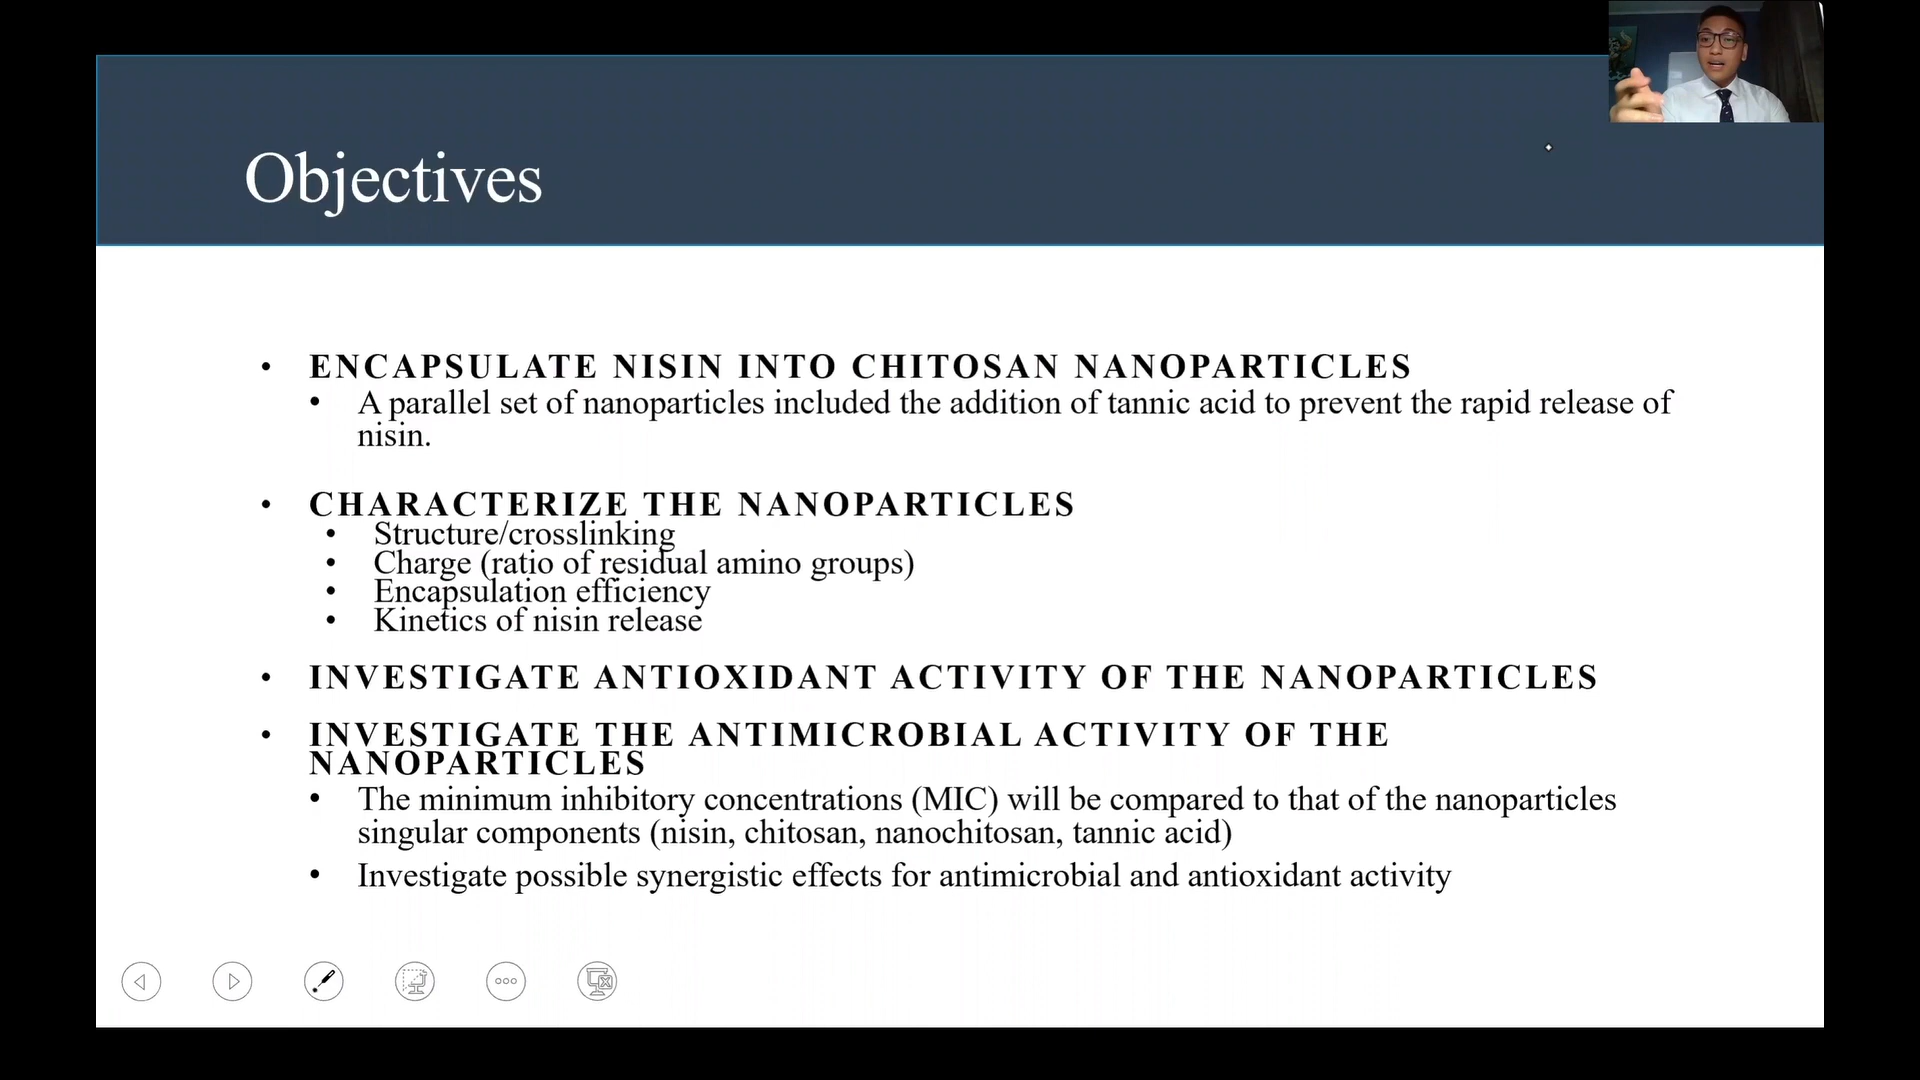 Objectives
• ENCAPSULATE NISIN INTO CHITOSAN NANOPARTICLES
• A parallel set of nanoparticles included the addition of tannic acid to prevent the rapid release of
nisin.
• CHARACTERIZE THE NANOPARTICLES
• Structure/crosslinking
• Charge (ratio of residual amino groups)
• Encapsulation efficiency
• Kinetics of nisin release
• INVESTIGATE ANTIOXIDANT ACTIVITY OF THE NANOPARTICLES
• INVESTIGATE THE ANTIMICROBIAL ACTIVITY OF THE
NANOPARTICLES
• The minimum inhibitory concentrations (MIC) will be compared to that of the nanoparticles
singular components (nisin, chitosan, nanochitosan, tannic acid)
• Investigate possible synergistic effects for antimicrobial and antioxidant activity